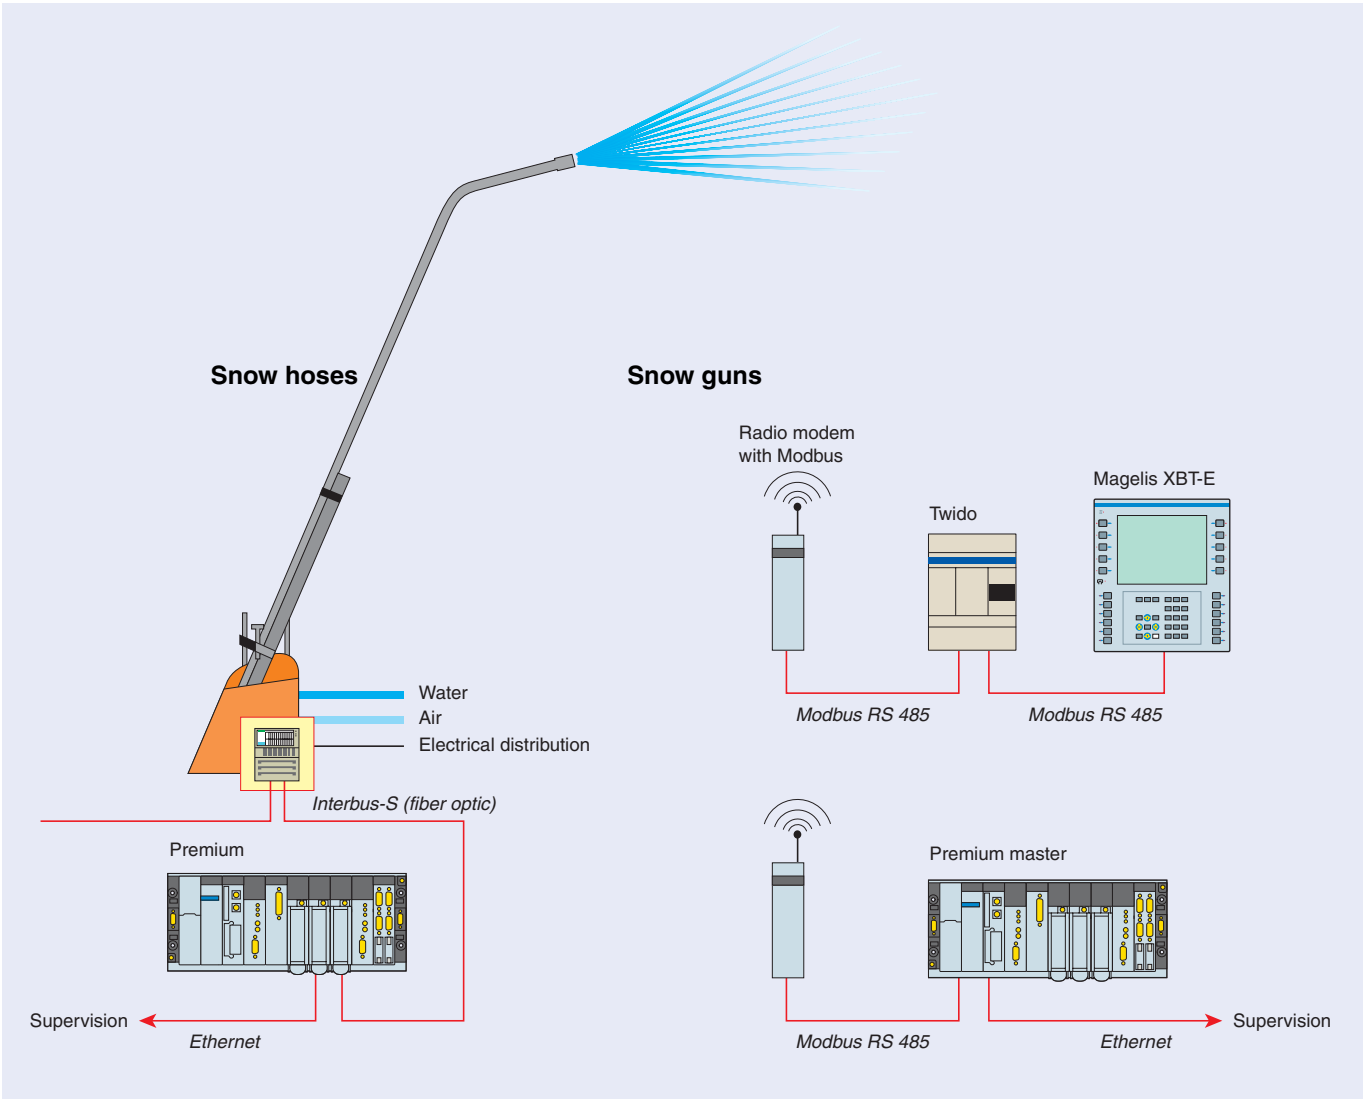 Snow hoses
Snow guns
Radio modem
with Modbus
Twido
Magelis XBT-E
Modbus RS 485
Modbus RS 485
Water
Air
Electrical distribution
Interbus-S (fiber optic)
Premium
Supervision
Ethernet
Premium master
Modbus RS 485
Ethernet
Supervision